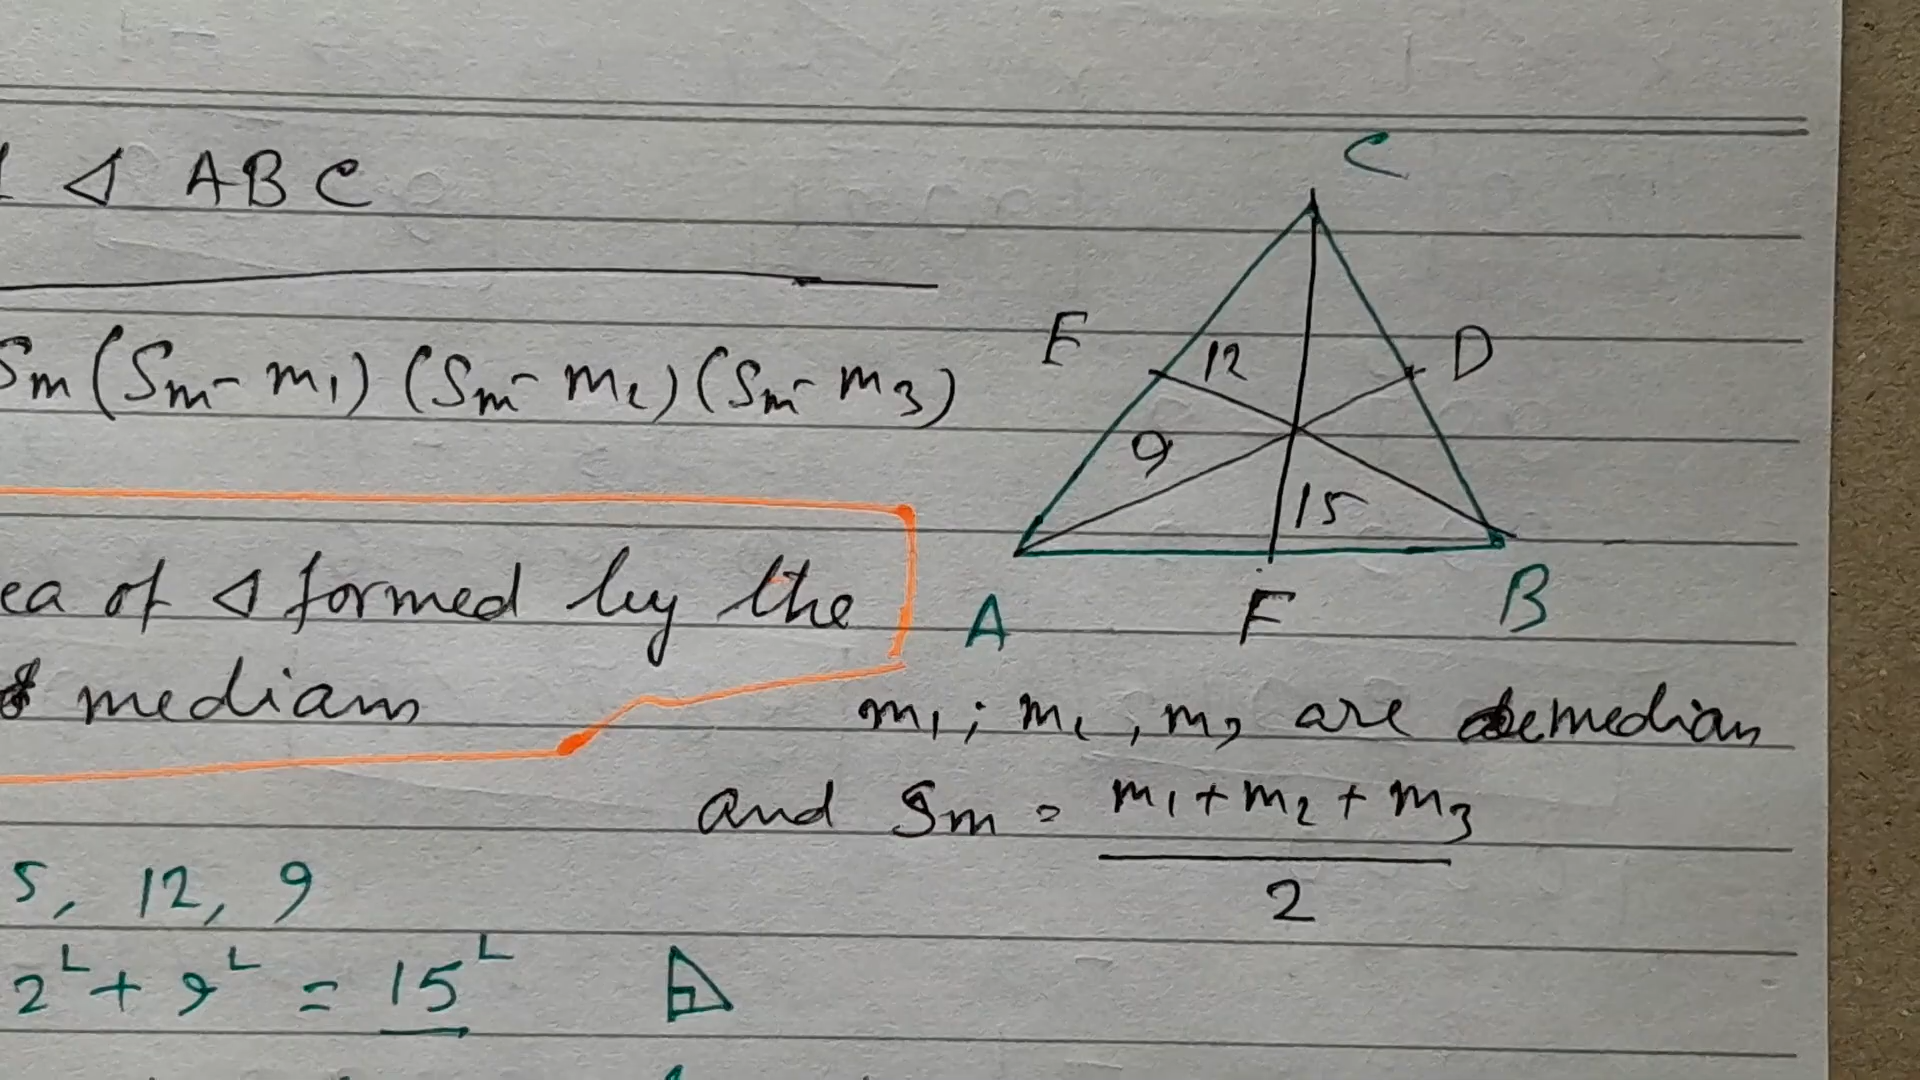 △ ABC
C
Sm (Sm - m1) (Sm - m2) (Sm - m3)
E
12
D
9
15
ea of △ formed by the
A
F
B
medians
m1; m2, m3 are median
and Sm = m1 + m2 + m3
2
5, 12, 9
2² + 9² = 15²